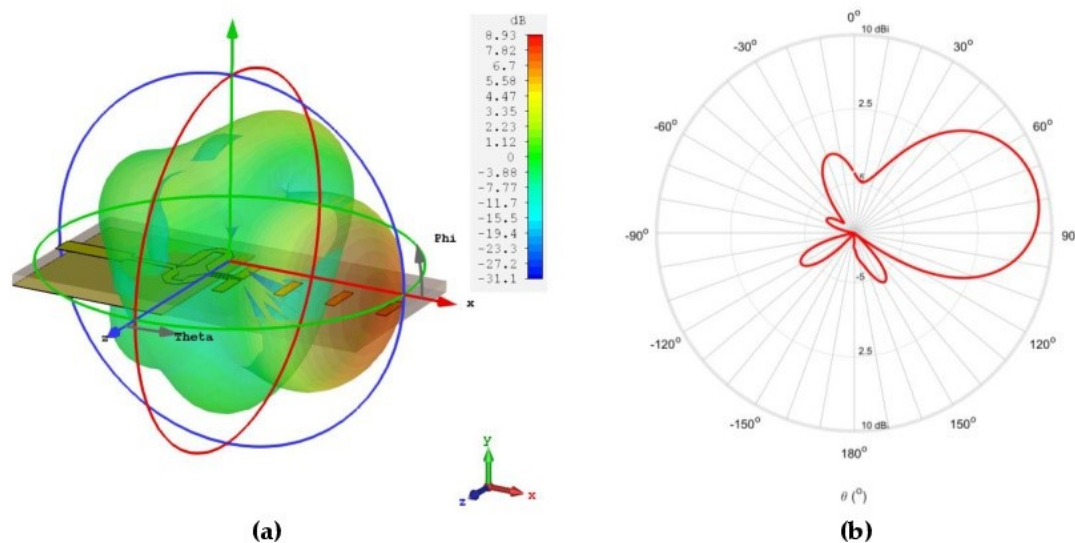 dB
8.93
7.82
6.7
5.58
4.47
3.35
2.23
1.12
0
-3.88
-7.77
-11.7
-15.5
-19.4
-23.3
-27.2
-31.1
Phi
x
z
Theta
y
z
x
(a)
0°
10 dBi
-30°
30°
2.5
-60°
60°
-90°
90
-5
-120°
120°
2.5
-150°
150°
10 dBi
180°
θ (°)
(b)